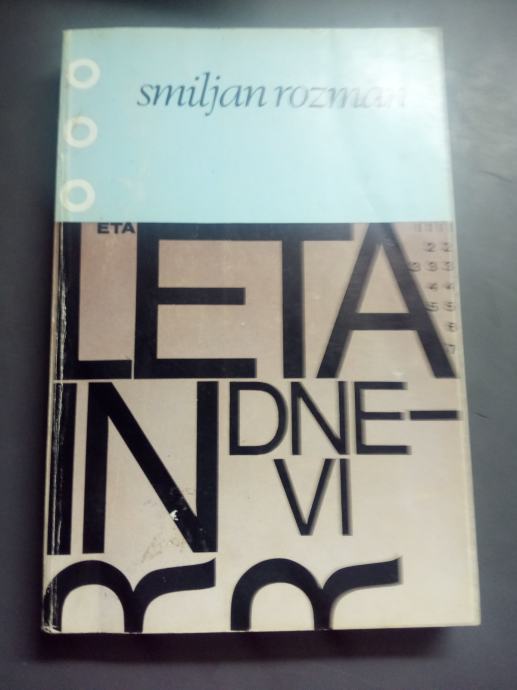 smiljan rozman
ETA
LETA
IN DNE-
VI
R R